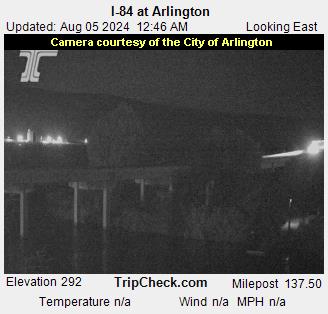 I-84 at Arlington
Updated: Aug 05 2024 12:46 AM Looking East
Camera courtesy of the City of Arlington
Elevation 292 TripCheck.com Milepost 137.50
Temperature n/a Wind n/a MPH n/a